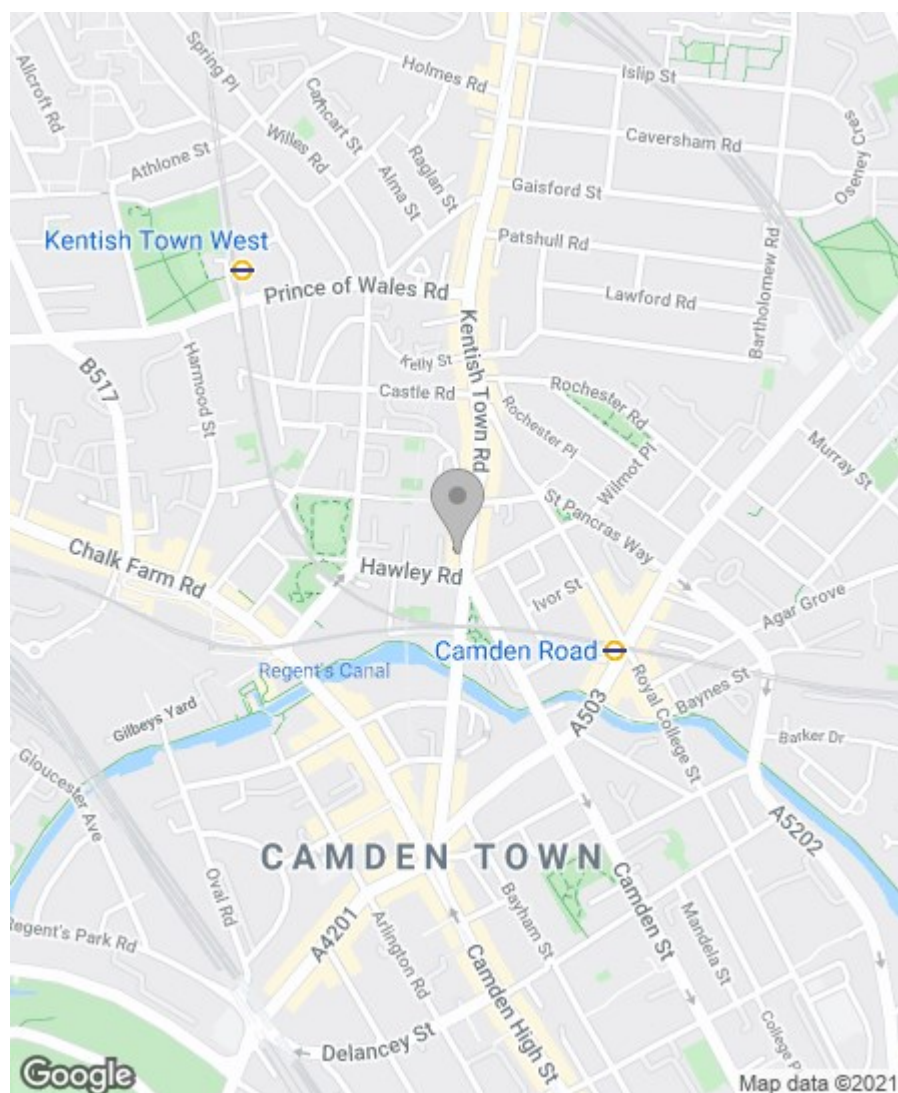 Holmes Rd
Islip St
Spring Pl
Allcroft Rd
Cathcart St
Willes Rd
Caversham Rd
Raglan St
Athlone St
Alma St
Gaisford St
Oseney Cres
Kentish Town West
Patshull Rd
Prince of Wales Rd
Lawford Rd
Bartholomew Rd
Kentish Town Rd
Harmood St
B517
Kelly St
Castle Rd
Rochester Rd
Rochester Pl
Murray St
Wilmot Pl
St Pancras Way
Chalk Farm Rd
Hawley Rd
Ivor St
Agar Grove
Camden Road
Regent's Canal
Baynes St
Royal College St
A503
Gilbeys Yard
Barker Dr
Gloucester Ave
A5202
CAMDEN TOWN
Oval Rd
Camden St
Regent's Park Rd
A4201
Arlington Rd
Bayham St
Mandela St
Camden High St
College P
Delancey St
Google
Map data ©2021